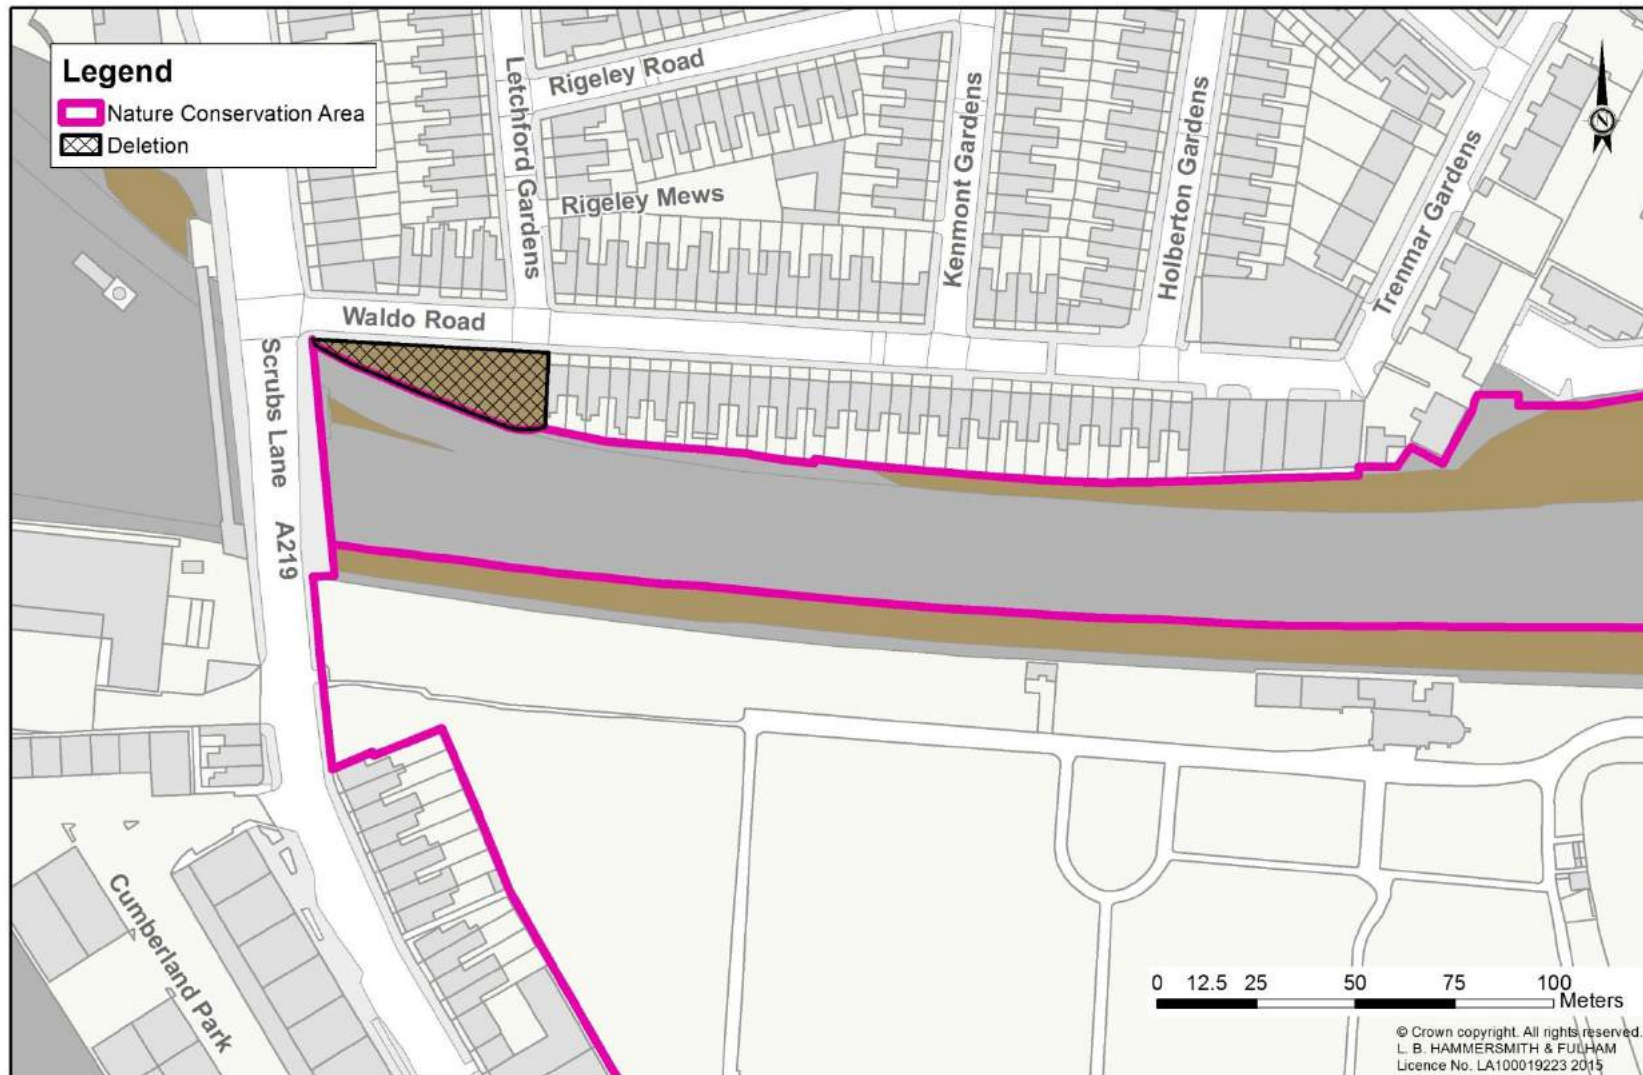 Legend
Nature Conservation Area
Deletion
Rigeley Road
Letchford Gardens
Rigeley Mews
Kenmont Gardens
Holberton Gardens
Trenmar Gardens
N
Waldo Road
Scrubs Lane A219
Cumberland Park
0 12.5 25 50 75 100
Meters
© Crown copyright. All rights reserved.
L. B. HAMMERSMITH & FULHAM
Licence No. LA100019223 2015